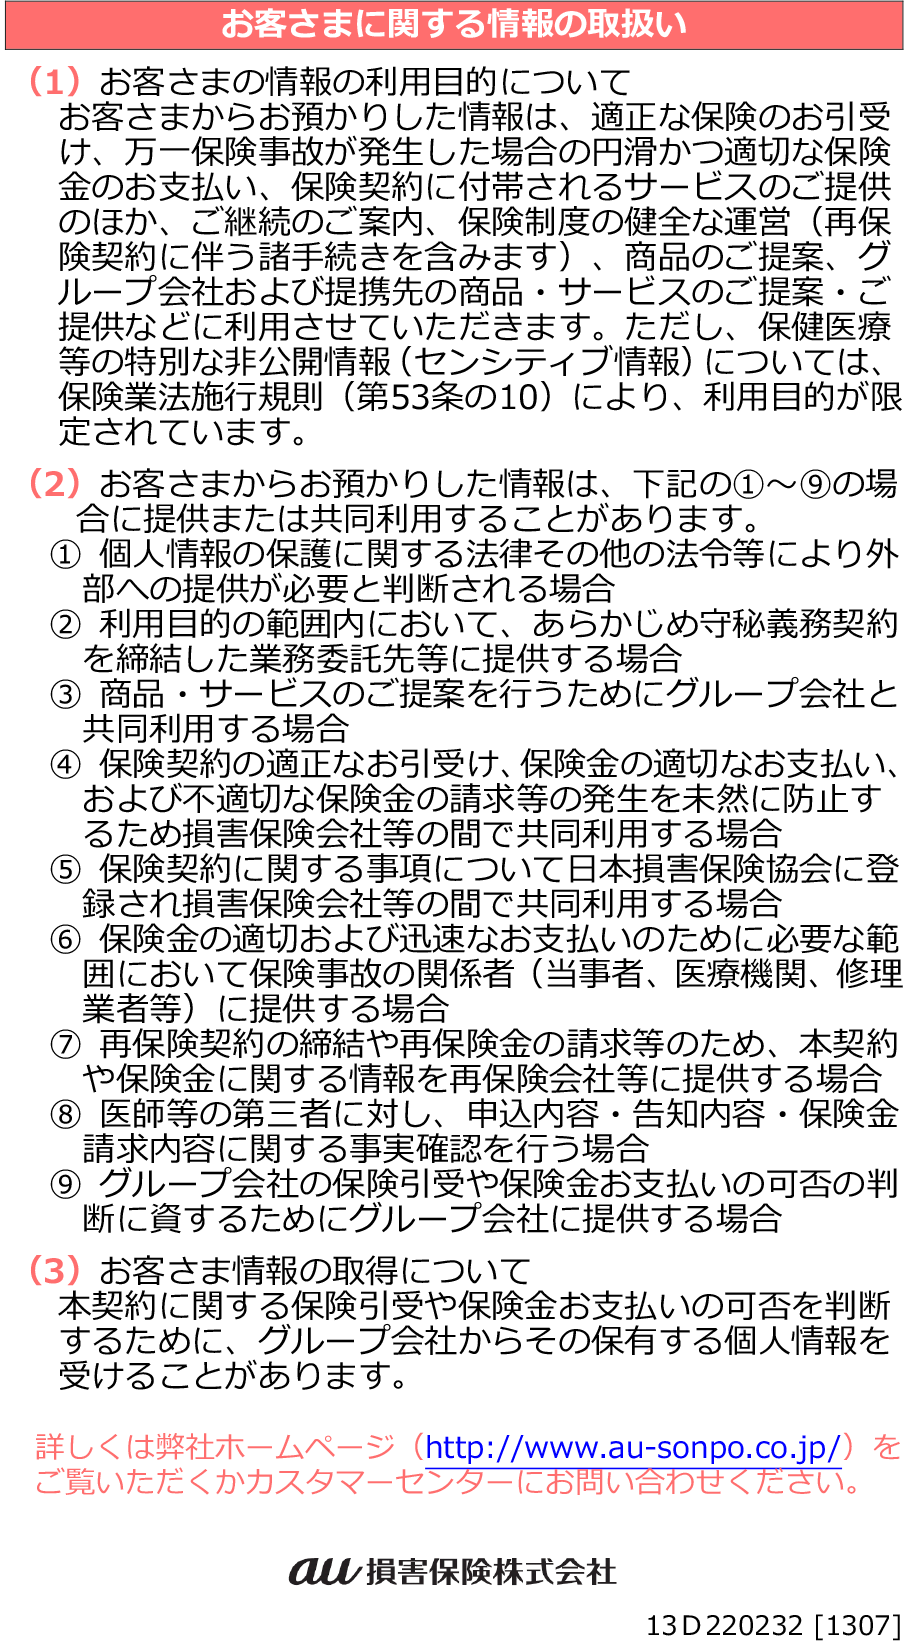 お客さまに関する情報の取扱い
（1）お客さまの情報の利用目的について
お客さまからお預かりした情報は、適正な保険のお引受
け、万一保険事故が発生した場合の円滑かつ適切な保険
金のお支払い、保険契約に付帯されるサービスのご提供
のほか、ご継続のご案内、保険制度の健全な運営（再保
険契約に伴う諸手続きを含みます）、商品のご提案、グ
ループ会社および提携先の商品・サービスのご提案・ご
提供などに利用させていただきます。ただし、保健医療
等の特別な非公開情報（センシティブ情報）については、
保険業法施行規則（第53条の10）により、利用目的が限
定されています。
（2）お客さまからお預かりした情報は、下記の①～⑨の場
合に提供または共同利用することがあります。
① 個人情報の保護に関する法律その他の法令等により外
部への提供が必要と判断される場合
② 利用目的の範囲内において、あらかじめ守秘義務契約
を締結した業務委託先等に提供する場合
③ 商品・サービスのご提案を行うためにグループ会社と
共同利用する場合
④ 保険契約の適正なお引受け、保険金の適切なお支払い、
および不適切な保険金の請求等の発生を未然に防止す
るため損害保険会社等の間で共同利用する場合
⑤ 保険契約に関する事項について日本損害保険協会に登
録され損害保険会社等の間で共同利用する場合
⑥ 保険金の適切および迅速なお支払いのために必要な範
囲において保険事故の関係者（当事者、医療機関、修理
業者等）に提供する場合
⑦ 再保険契約の締結や再保険金の請求等のため、本契約
や保険金に関する情報を再保険会社等に提供する場合
⑧ 医師等の第三者に対し、申込内容・告知内容・保険金
請求内容に関する事実確認を行う場合
⑨ グループ会社の保険引受や保険金お支払いの可否の判
断に資するためにグループ会社に提供する場合
（3）お客さま情報の取得について
本契約に関する保険引受や保険金お支払いの可否を判断
するために、グループ会社からその保有する個人情報を
受けることがあります。
詳しくは弊社ホームページ（http://www.au-sonpo.co.jp/）を
ご覧いただくかカスタマーセンターにお問い合わせください。
au損害保険株式会社
13Ｄ220232 [1307]